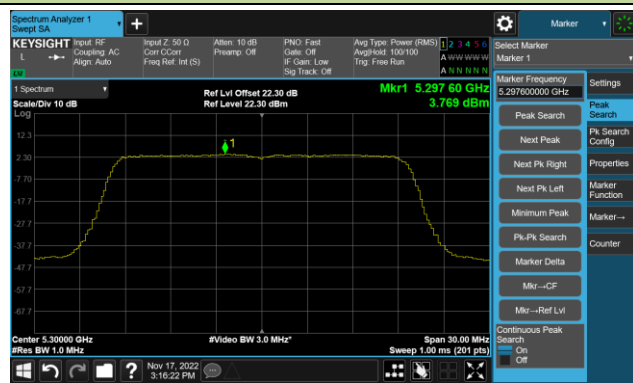 Spectrum Analyzer 1
Swept SA
Marker
KEYSIGHT
L
Input: RF
Coupling: AC
Align: Auto
Input Z: 50 Ω
Corr CCorr
Freq Ref: Int (S)
Atten: 10 dB
Preamp: Off
PNO: Fast
Gate: Off
IF Gain: Low
Sig Track: Off
Avg Type: Power (RMS)
Avg|Hold: 100/100
Trig: Free Run
1 2 3 4 5 6
A W W W W W
A N N N N N
Select Marker
Marker 1
1 Spectrum
Scale/Div 10 dB
Log
Ref Lvl Offset 22.30 dB
Ref Level 22.30 dBm
Mkr1 5.297 60 GHz
3.769 dBm
1
12.3
2.30
-7.70
-17.7
-27.7
-37.7
-47.7
-57.7
-67.7
Center 5.30000 GHz
#Res BW 1.0 MHz
#Video BW 3.0 MHz*
Span 30.00 MHz
Sweep 1.00 ms (201 pts)
Marker Frequency
5.297600000 GHz
Peak Search
Next Peak
Next Pk Right
Next Pk Left
Minimum Peak
Pk-Pk Search
Marker Delta
Mkr→CF
Mkr→Ref Lvl
Continuous Peak
Search
On
Off
Settings
Peak
Search
Pk Search
Config
Properties
Marker
Function
Marker→
Counter
?
Nov 17, 2022
3:16:22 PM